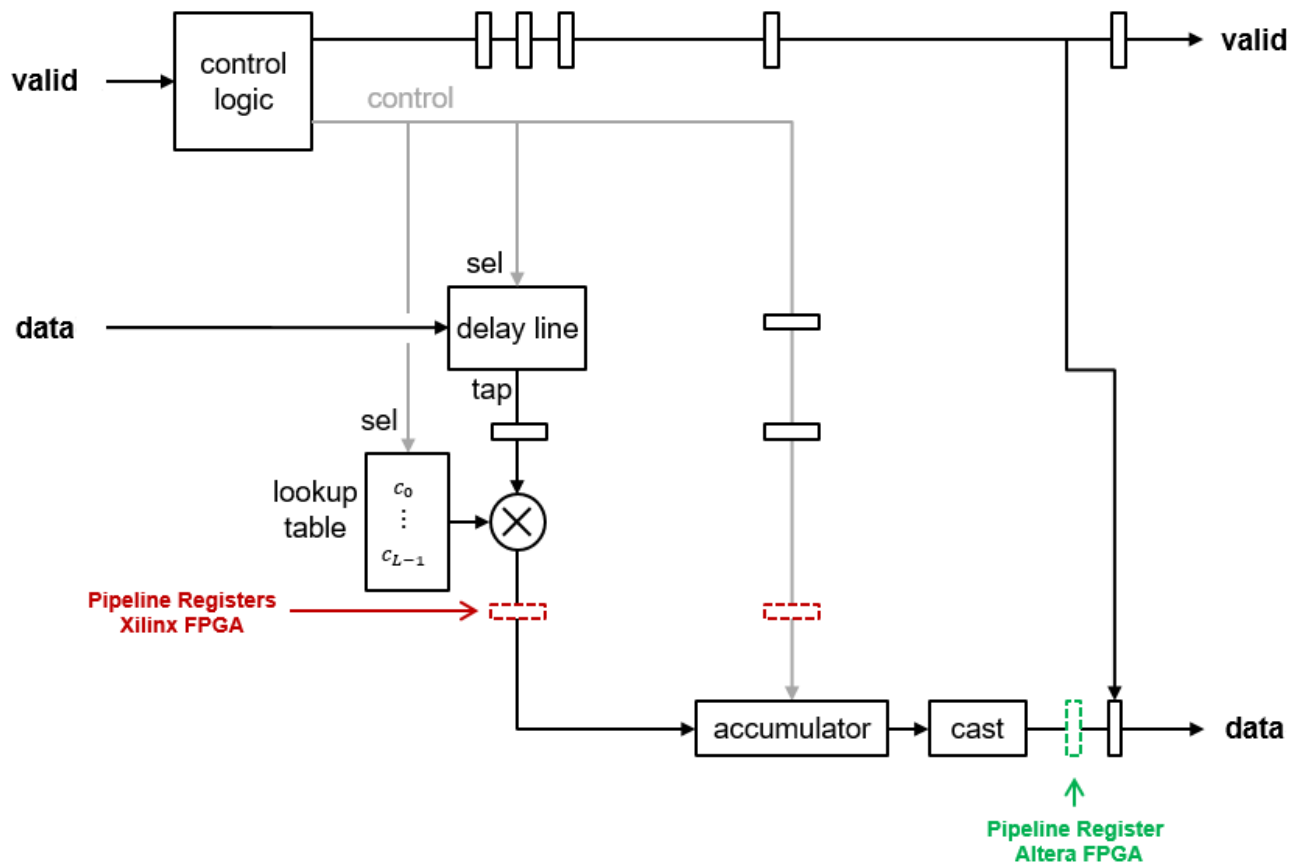 valid
control
logic
valid
control
sel
data
delay line
tap
sel
lookup
table
c₀
⋮
c_{L−1}
Pipeline Registers
Xilinx FPGA
accumulator
cast
data
Pipeline Register
Altera FPGA